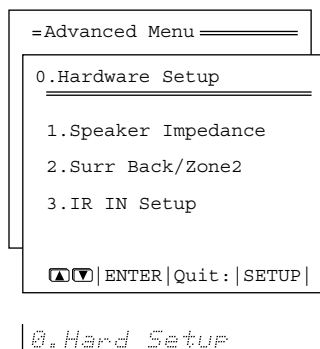 Advanced Menu
0.Hardware Setup
1.Speaker Impedance
2.Surr Back/Zone2
3.IR IN Setup
▲▼|ENTER|Quit:|SETUP|
0.Hard Setup